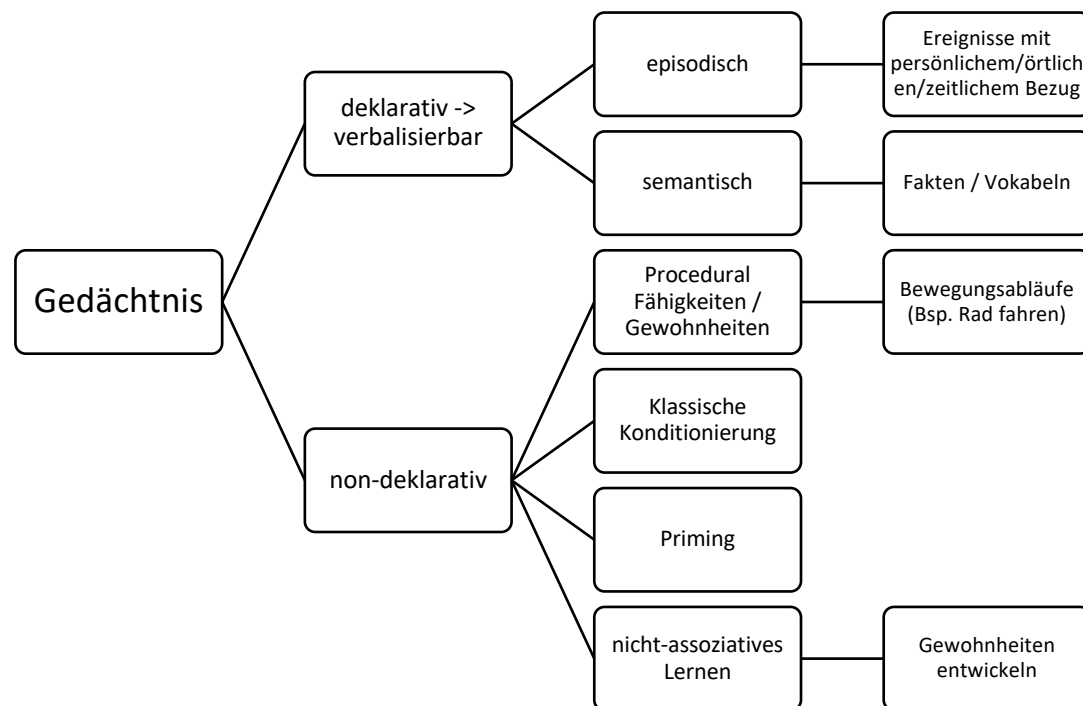 Gedächtnis
deklarativ ->
verbalisierbar
episodisch
Ereignisse mit
persönlichem/örtlich
en/zeitlichem Bezug
semantisch
Fakten / Vokabeln
non-deklarativ
Procedural
Fähigkeiten /
Gewohnheiten
Bewegungsabläufe
(Bsp. Rad fahren)
Klassische
Konditionierung
Priming
nicht-assoziatives
Lernen
Gewohnheiten
entwickeln